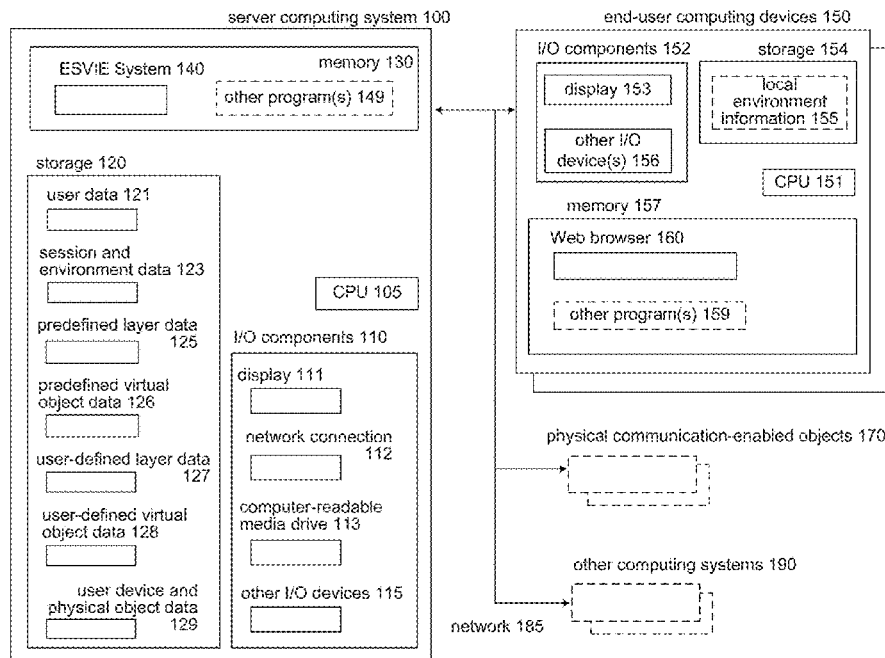 server computing system 100
ESVIE System 140
memory 130
other program(s) 149
storage 120
user data 121
session and
environment data 123
predefined layer data
125
predefined virtual
object data 126
user-defined layer data
127
user-defined virtual
object data 128
user device and
physical object data
129
CPU 105
I/O components 110
display 111
network connection
112
computer-readable
media drive 113
other I/O devices 115
end-user computing devices 150
I/O components 152
display 153
other I/O
device(s) 156
storage 154
local
environment
information 155
CPU 151
memory 157
Web browser 160
other program(s) 159
physical communication-enabled objects 170
other computing systems 190
network 185